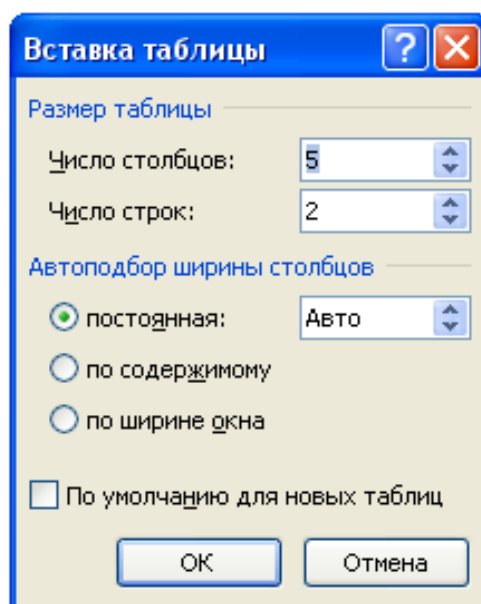 Вставка таблицы
Размер таблицы
Число столбцов: 5
Число строк: 2
Автоподбор ширины столбцов
постоянная: Авто
по содержимому
по ширине окна
По умолчанию для новых таблиц
ОК Отмена